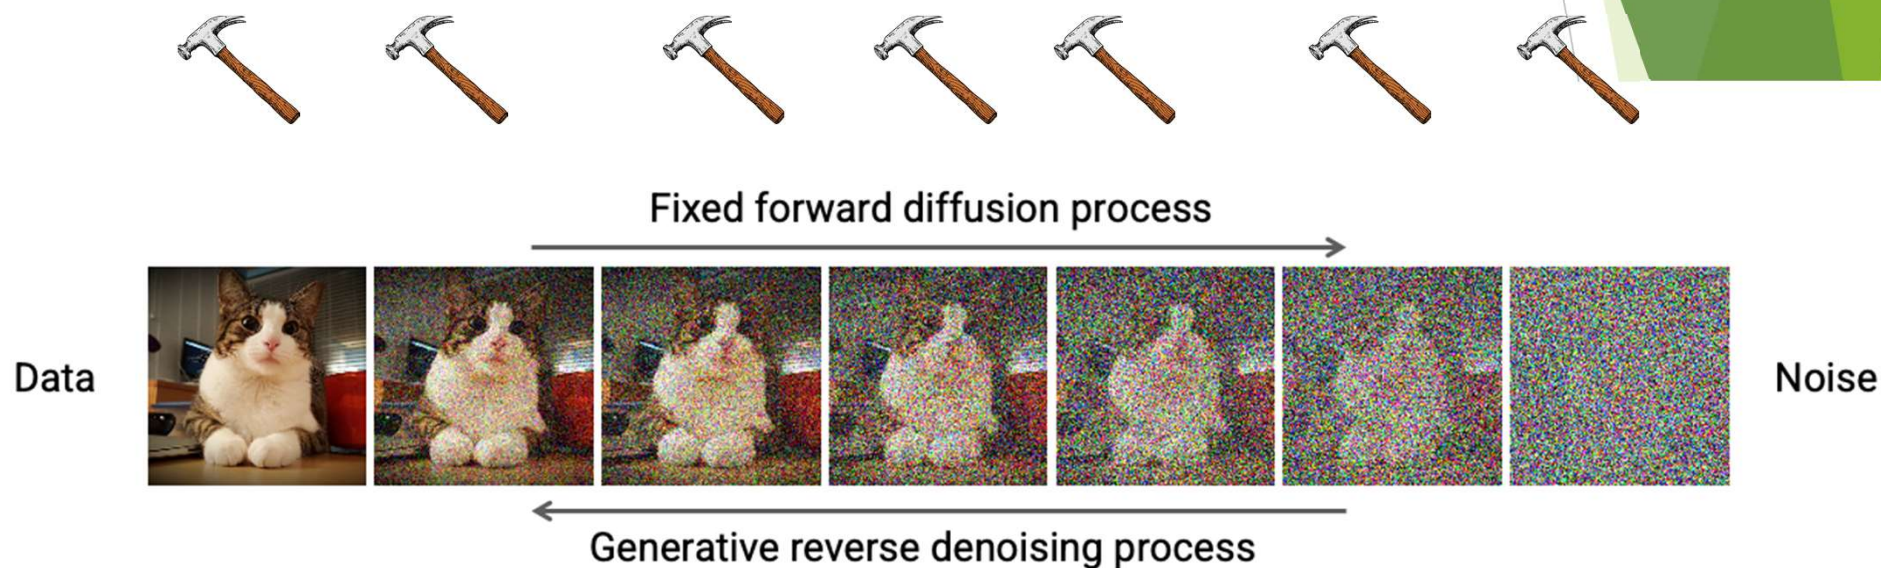 Fixed forward diffusion process
Data
Noise
Generative reverse denoising process